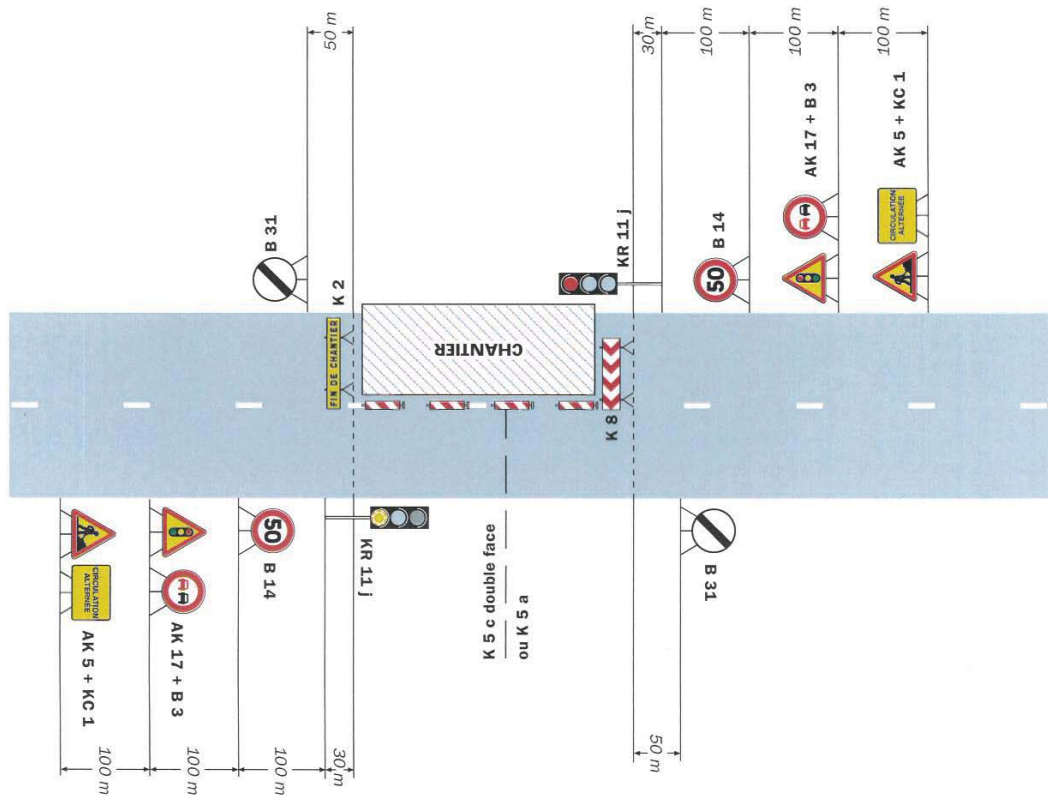 50 m
30 m
100 m
100 m
100 m
B 31
K 2
FIN DE CHANTIER
CHANTIER
KR 11 j
K 8
50
B 14
AK 17 + B 3
CIRCULATION
ALTERNÉE
AK 5 + KC 1
CIRCULATION
ALTERNÉE
AK 5 + KC 1
AK 17 + B 3
50
B 14
KR 11 j
K 5 c double face
ou K 5 a
B 31
100 m
100 m
100 m
30 m
50 m